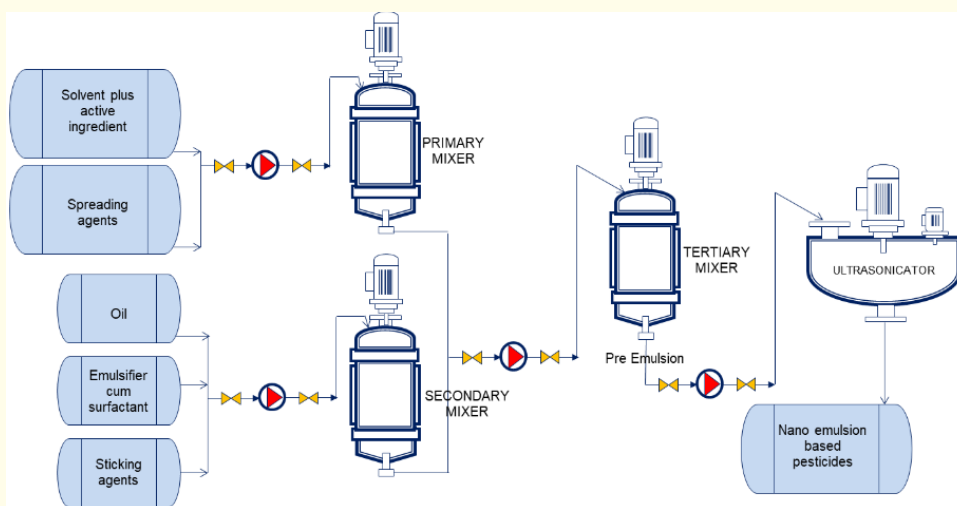 Solvent plus
active
ingredient
Spreading
agents
PRIMARY
MIXER
Oil
Emulsifier
cum
surfactant
Sticking
agents
SECONDARY
MIXER
TERTIARY
MIXER
Pre Emulsion
ULTRASONICATOR
Nano emulsion
based
pesticides